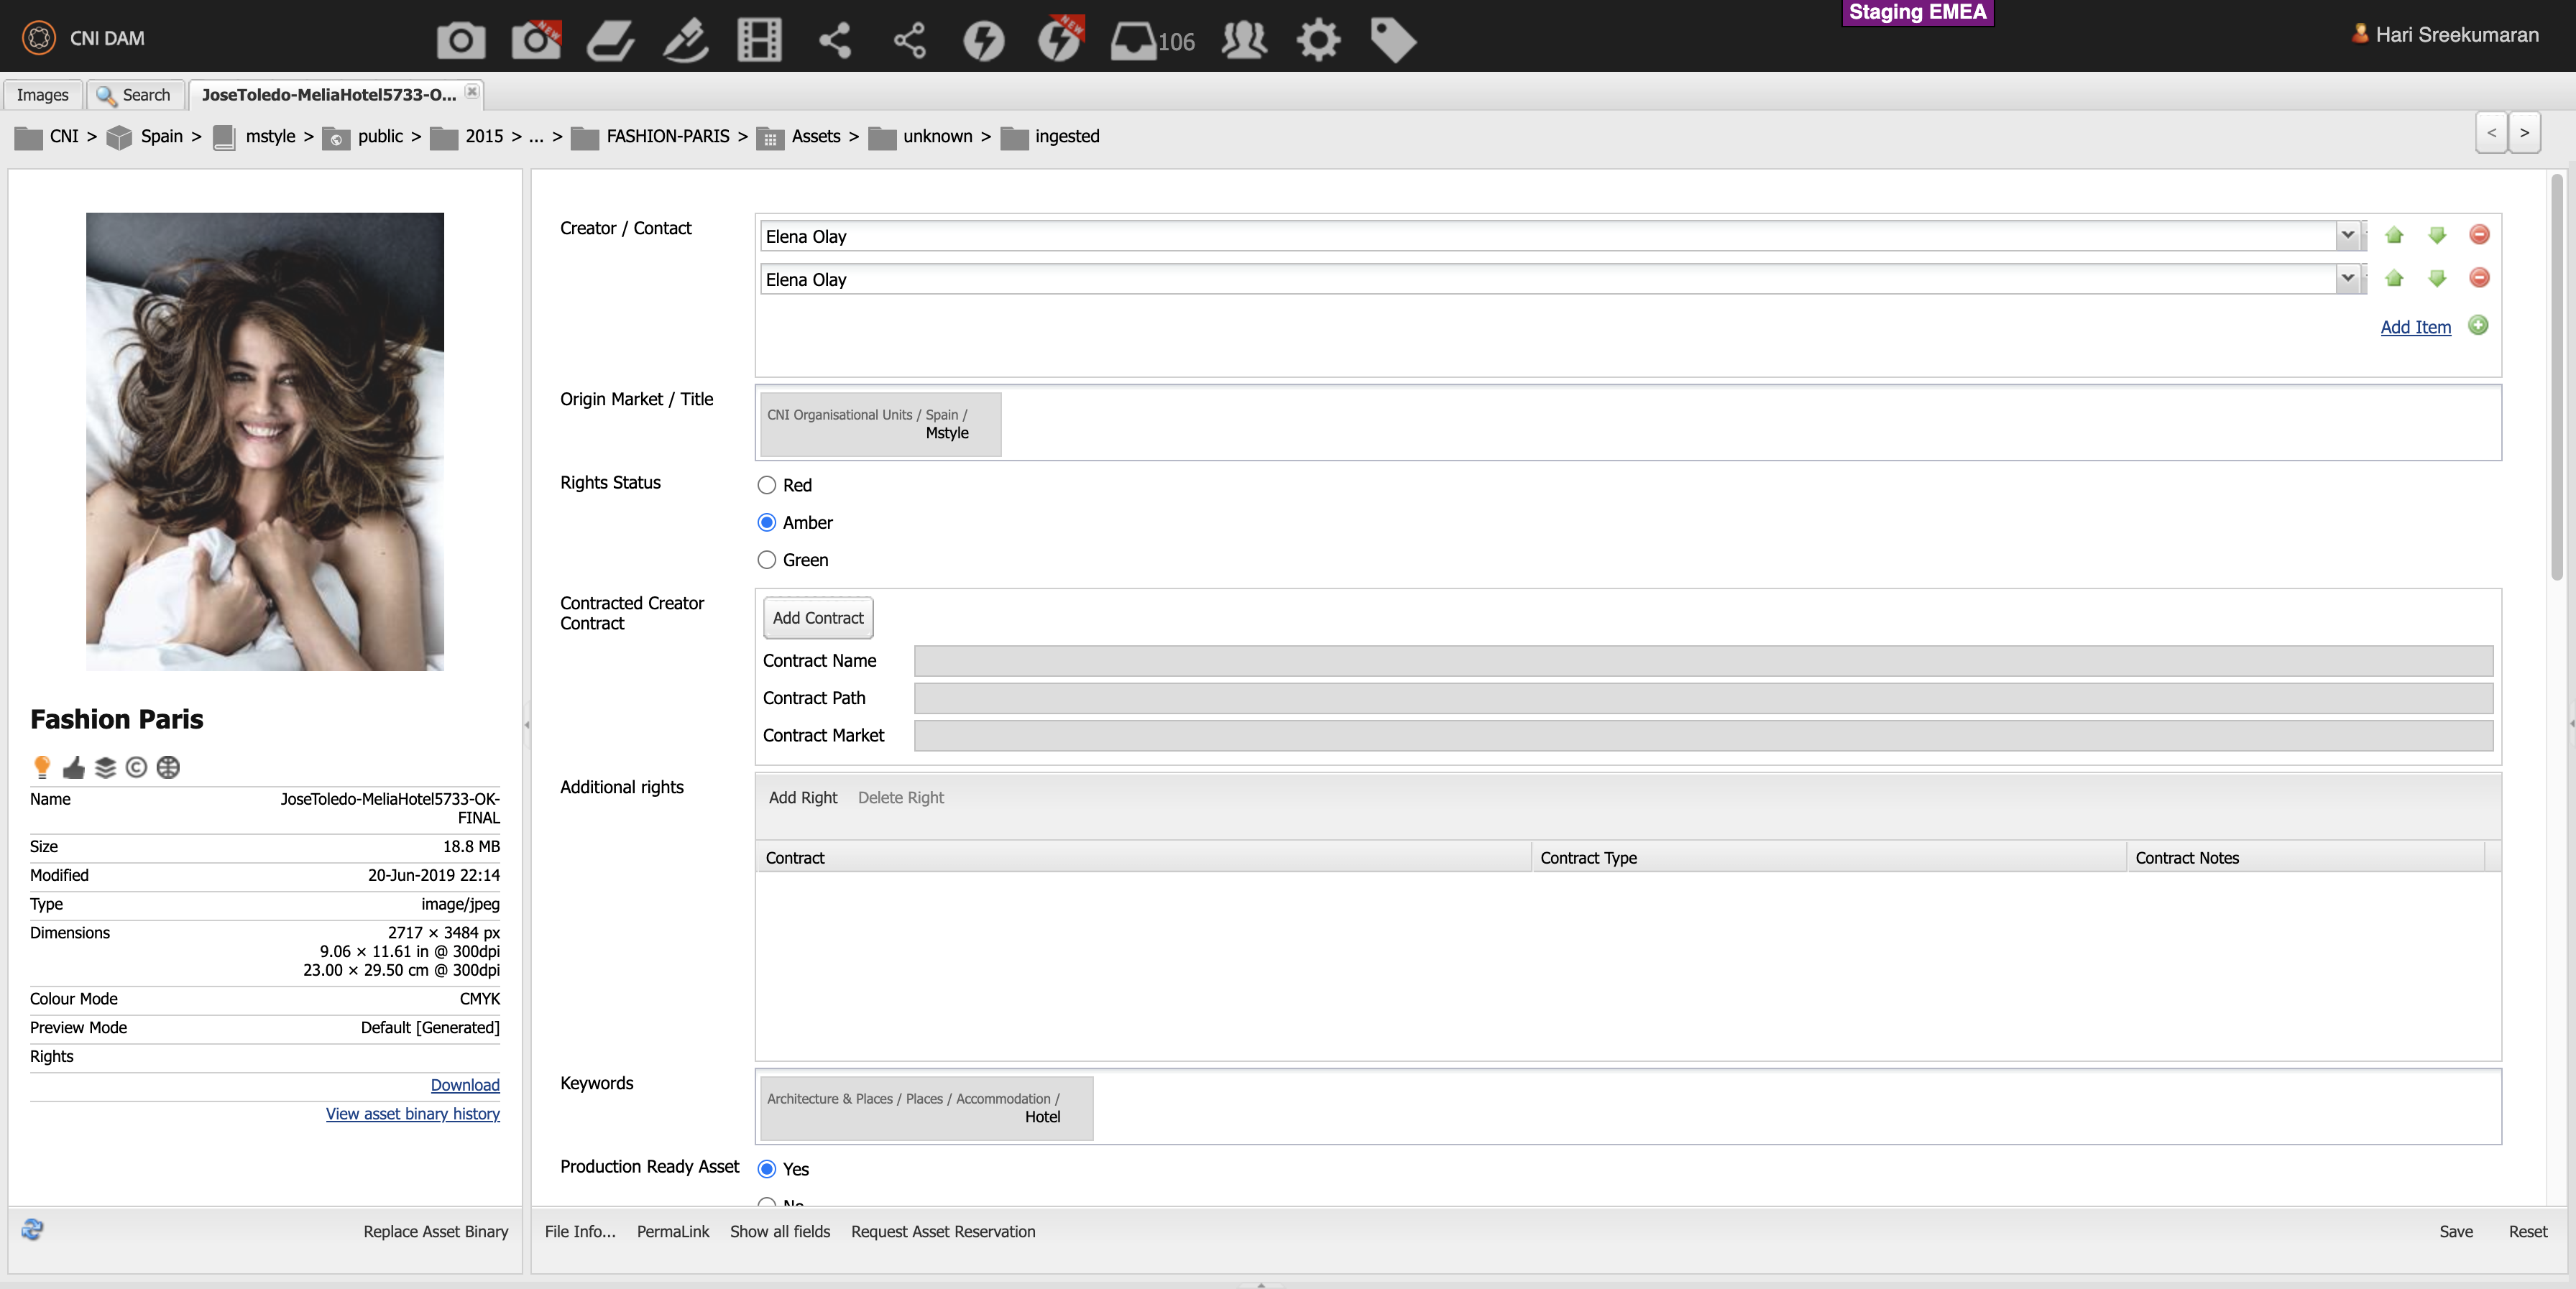 Staging EMEA
CNI DAM
NEW
NEW
106
Hari Sreekumaran
Images
Search
JoseToledo-MeliaHotel5733-O...
CNI > Spain > mstyle > public > 2015 > ... > FASHION-PARIS > Assets > unknown > ingested
< >
Creator / Contact
Elena Olay
Elena Olay
Add Item
Origin Market / Title
CNI Organisational Units / Spain /
Mstyle
Rights Status
Red
Amber
Green
Contracted Creator
Contract
Add Contract
Contract Name
Contract Path
Contract Market
Additional rights
Add Right Delete Right
Contract Contract Type Contract Notes
Keywords
Architecture & Places / Places / Accommodation /
Hotel
Production Ready Asset
Yes
No
Fashion Paris
Name JoseToledo-MeliaHotel5733-OK-
FINAL
Size 18.8 MB
Modified 20-Jun-2019 22:14
Type image/jpeg
Dimensions 2717 × 3484 px
9.06 × 11.61 in @ 300dpi
23.00 × 29.50 cm @ 300dpi
Colour Mode CMYK
Preview Mode Default [Generated]
Rights
Download
View asset binary history
Replace Asset Binary
File Info... PermaLink Show all fields Request Asset Reservation
Save Reset